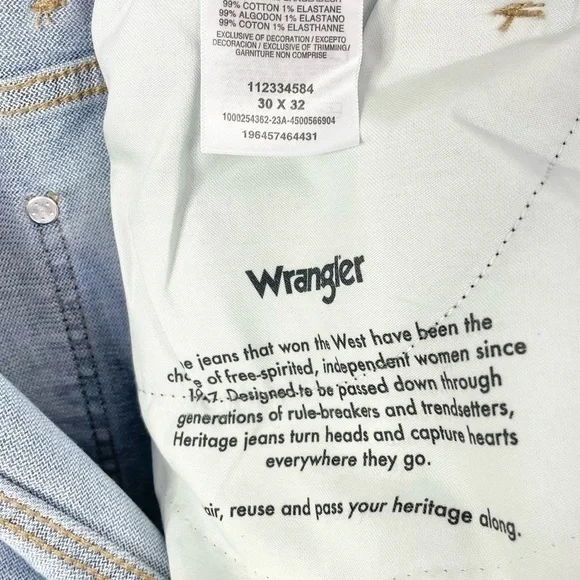 99% COTTON 1% ELASTANE
99% ALGODON 1% ELASTANO
99% COTON 1% ELASTHANNE
EXCLUSIVE OF DECORATION / EXCEPTO
DECORACION / EXCLUSIVE OF TRIMMING/
GARNITURE NON COMPRISE
112334584
30 X 32
1000254362-23A-4500566904
196457464431
Wrangler
jeans that won the West have been the
of free-spirited, independent women since
Designed to be passed down through
generations of rule-breakers and trendsetters,
Heritage jeans turn heads and capture hearts
everywhere they go.
reuse and pass your heritage along.